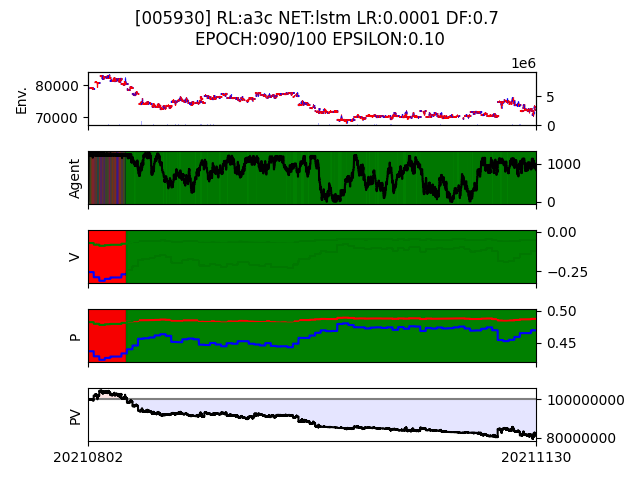 [005930] RL:a3c NET:lstm LR:0.0001 DF:0.7
EPOCH:090/100 EPSILON:0.10
1e6
Env.
80000
70000
5
0
Agent
1000
0
V
0.00
−0.25
P
0.50
0.45
PV
100000000
80000000
20210802
20211130